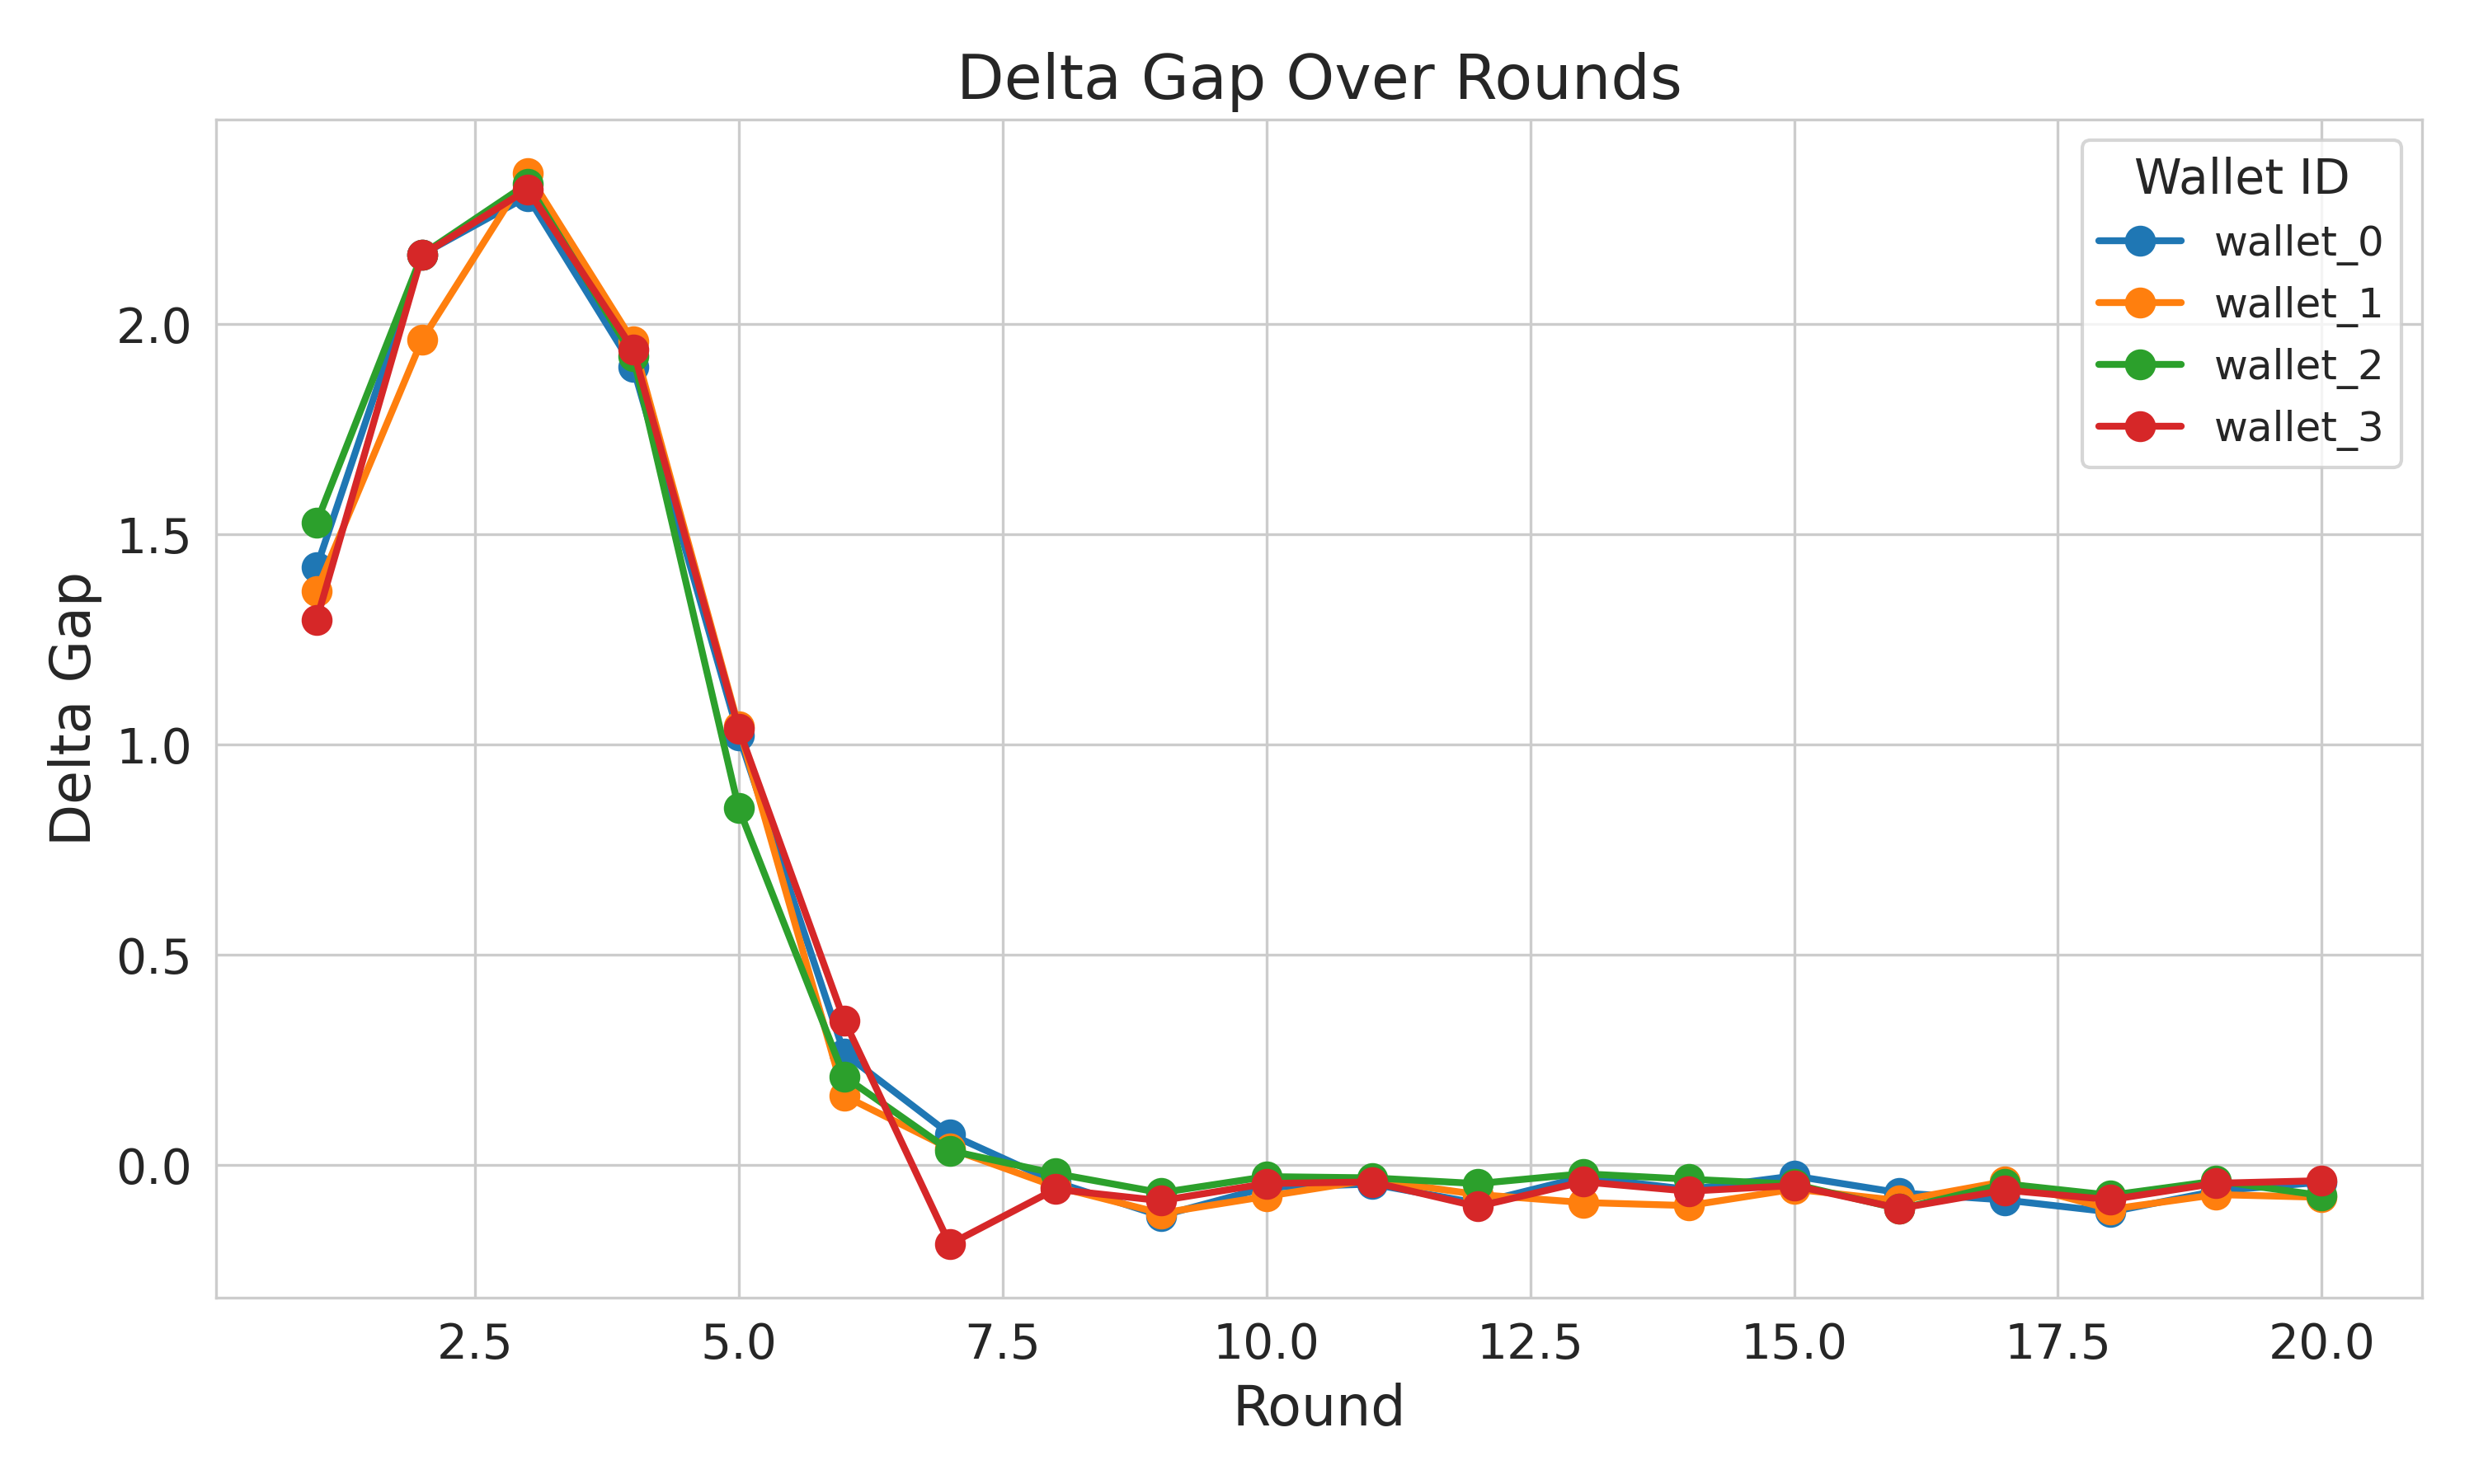 Delta Gap Over Rounds
Wallet ID
wallet_0
wallet_1
wallet_2
wallet_3
Delta Gap
2.0
1.5
1.0
0.5
0.0
2.5 5.0 7.5 10.0 12.5 15.0 17.5 20.0
Round